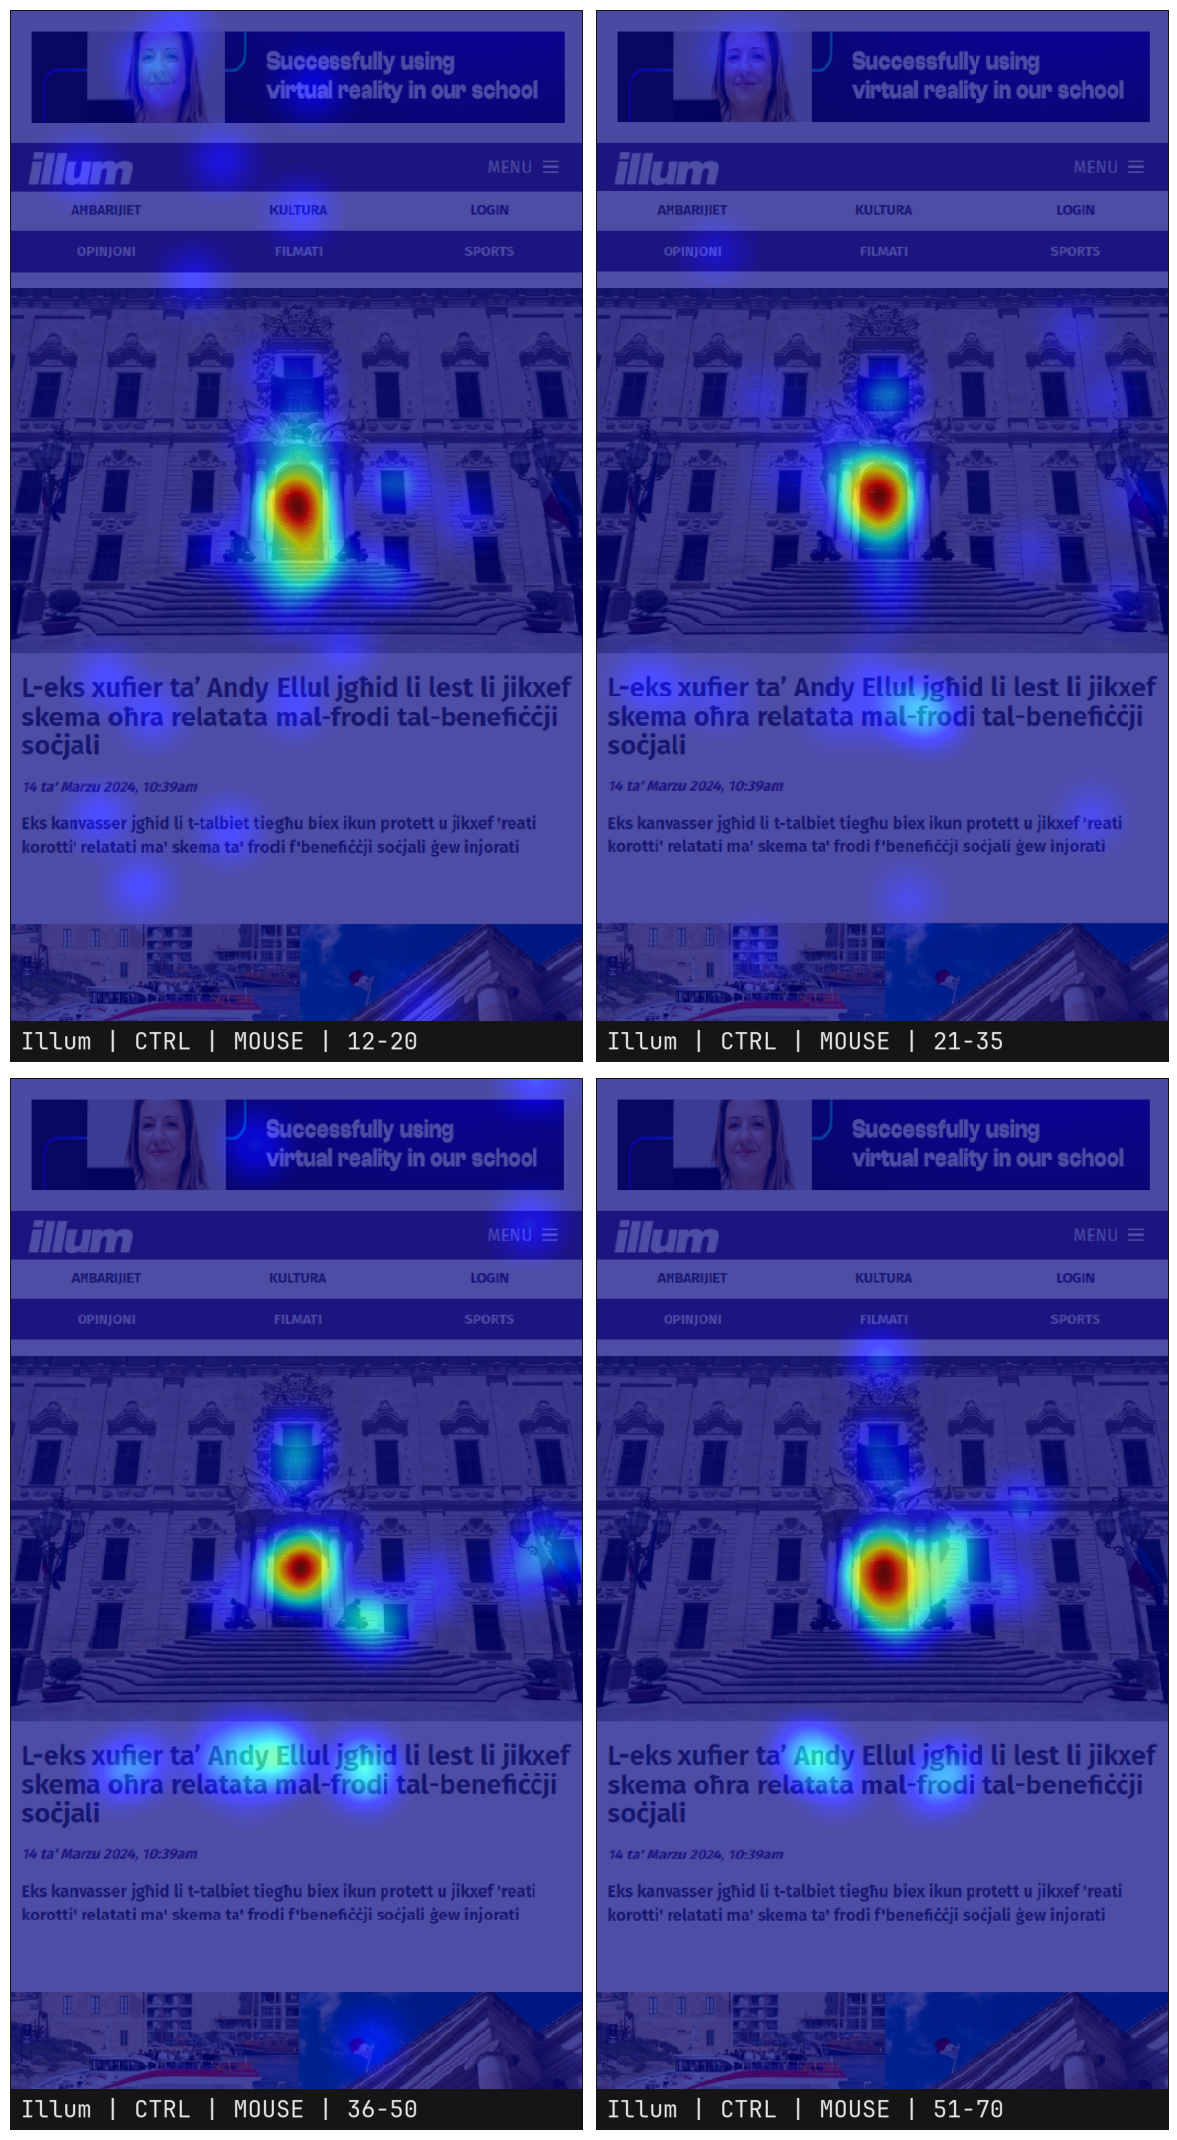 Successfully using
virtual reality in our school
illum
MENU
AĦBARIJIET KULTURA LOGIN
OPINJONI FILMATI SPORTS
L-eks xufier ta' Andy Ellul jgħid li lest li jikxef
skema oħra relatata mal-frodi tal-benefiċċji
soċjali
14 ta' Marzu 2024, 10:39am
Eks kanvasser jgħid li t-talbiet tiegħu biex ikun protett u jikxef 'reati
korotti' relatati ma' skema ta' frodi f'benefiċċji soċjali ġew injorati
Illum | CTRL | MOUSE | 12-20
Successfully using
virtual reality in our school
illum
MENU
AĦBARIJIET KULTURA LOGIN
OPINJONI FILMATI SPORTS
L-eks xufier ta' Andy Ellul jgħid li lest li jikxef
skema oħra relatata mal-frodi tal-benefiċċji
soċjali
14 ta' Marzu 2024, 10:39am
Eks kanvasser jgħid li t-talbiet tiegħu biex ikun protett u jikxef 'reati
korotti' relatati ma' skema ta' frodi f'benefiċċji soċjali ġew injorati
Illum | CTRL | MOUSE | 21-35
Successfully using
virtual reality in our school
illum
MENU
AĦBARIJIET KULTURA LOGIN
OPINJONI FILMATI SPORTS
L-eks xufier ta' Andy Ellul jgħid li lest li jikxef
skema oħra relatata mal-frodi tal-benefiċċji
soċjali
14 ta' Marzu 2024, 10:39am
Eks kanvasser jgħid li t-talbiet tiegħu biex ikun protett u jikxef 'reati
korotti' relatati ma' skema ta' frodi f'benefiċċji soċjali ġew injorati
Illum | CTRL | MOUSE | 36-50
Successfully using
virtual reality in our school
illum
MENU
AĦBARIJIET KULTURA LOGIN
OPINJONI FILMATI SPORTS
L-eks xufier ta' Andy Ellul jgħid li lest li jikxef
skema oħra relatata mal-frodi tal-benefiċċji
soċjali
14 ta' Marzu 2024, 10:39am
Eks kanvasser jgħid li t-talbiet tiegħu biex ikun protett u jikxef 'reati
korotti' relatati ma' skema ta' frodi f'benefiċċji soċjali ġew injorati
Illum | CTRL | MOUSE | 51-70